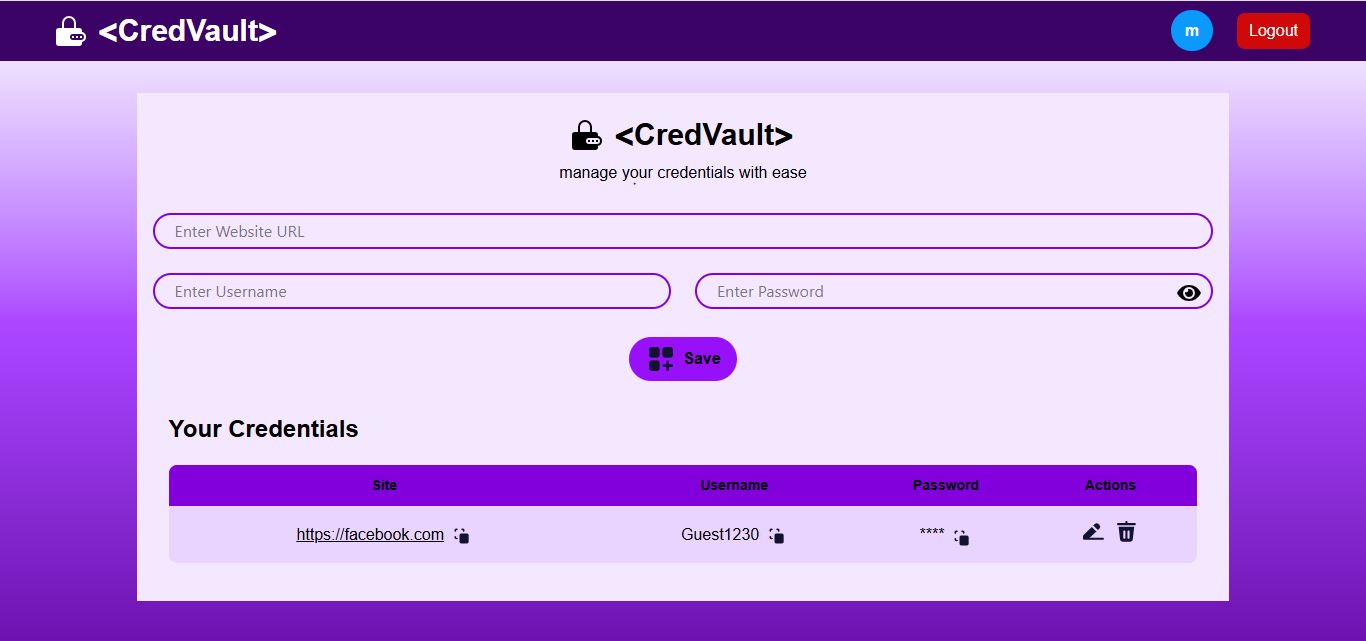 <CredVault>
m
Logout
<CredVault>
manage your credentials with ease
Enter Website URL
Enter Username
Enter Password
Save
Your Credentials
Site Username Password Actions
https://facebook.com Guest1230 ****